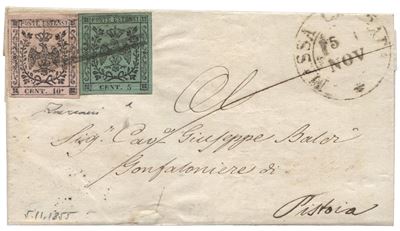 POSTE ESTENSI POSTE ESTENSI
CENT. 10. CENT. 5
MASSA CARRARA
5
NOV
Al
Sig.r Cav.r Giuseppe Baldi
Gonfaloniere di
Pistoia
5.11.1855